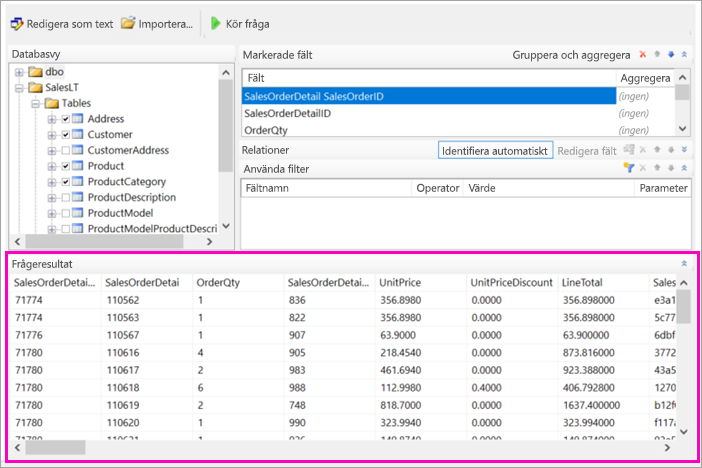 Redigera som text Importera... Kör fråga
Databasvy
dbo
SalesLT
Tables
Address
Customer
CustomerAddress
Product
ProductCategory
ProductDescription
ProductModel
ProductModelProductDescri
Markerade fält Gruppera och aggregera
Fält Aggregera
SalesOrderDetail SalesOrderID (ingen)
SalesOrderDetailID (ingen)
OrderQty (ingen)
Relationer Identifiera automatiskt Redigera fält
Använda filter
Fältnamn Operator Värde Parameter
Frågeresultat
SalesOrderDetai... SalesOrderDetai OrderQty SalesOrderDetai... UnitPrice UnitPriceDiscount LineTotal Sales
71774 110562 1 836 356.8980 0.0000 356.898000 e3a1
71774 110563 1 822 356.8980 0.0000 356.898000 5c77
71776 110567 1 907 63.9000 0.0000 63.900000 6dbf
71780 110616 4 905 218.4540 0.0000 873.816000 3772
71780 110617 2 983 461.6940 0.0000 923.388000 43a5
71780 110618 6 988 112.9980 0.4000 406.792800 1270
71780 110619 2 748 818.7000 0.0000 1637.400000 b12f
71780 110620 1 990 323.9940 0.0000 323.994000 f117
71780 110621 1 926 149.8740 0.0000 149.874000